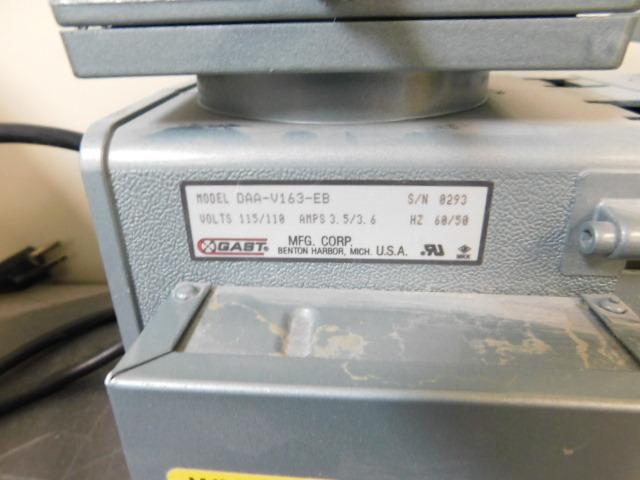 MODEL DAA-V163-EB S/N 0293
VOLTS 115/110 AMPS 3.5/3.6 HZ 60/50
GAST® MFG. CORP.
BENTON HARBOR, MICH. U.S.A.